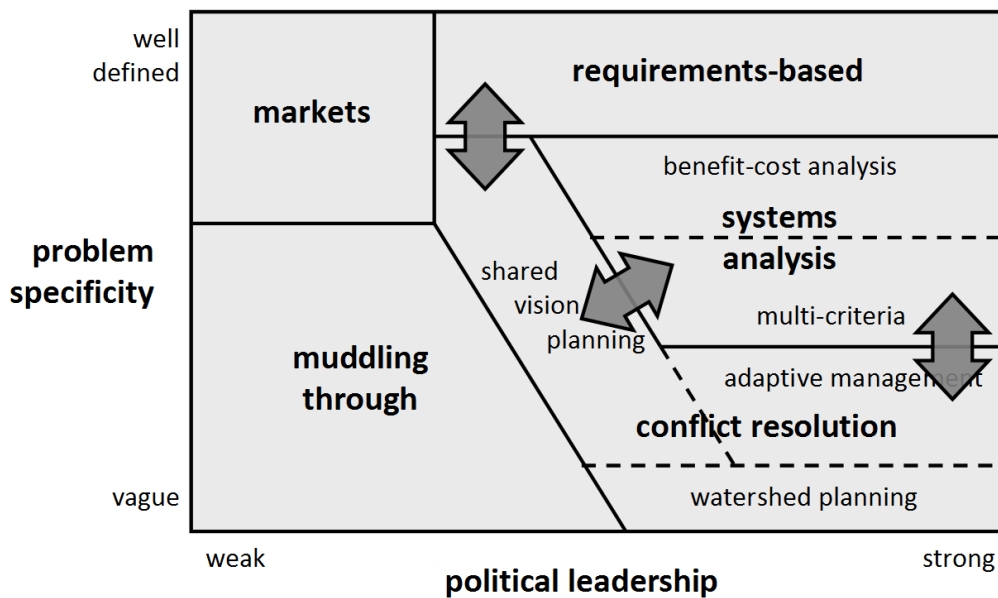 well
defined
requirements-based
markets
benefit-cost analysis
systems
analysis
problem
specificity
shared
vision
planning
multi-criteria
muddling
through
adaptive management
conflict resolution
vague
watershed planning
weak
strong
political leadership